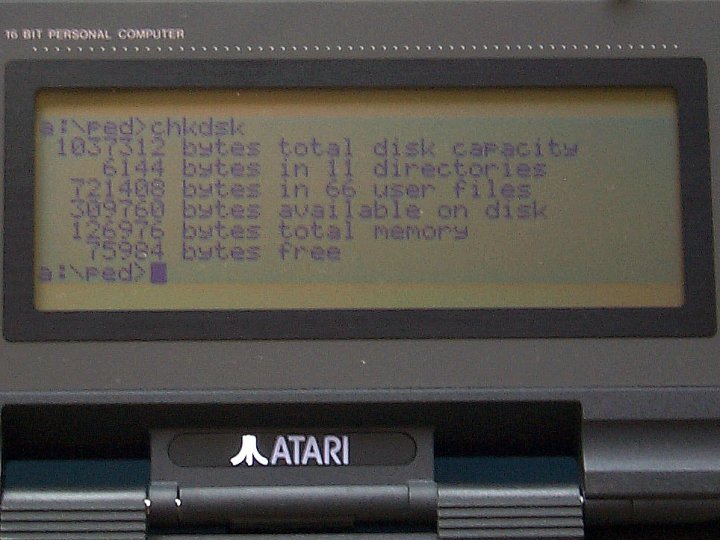 16 BIT PERSONAL COMPUTER
a:\ped>chkdsk
1037312 bytes total disk capacity
6144 bytes in 11 directories
721408 bytes in 66 user files
309760 bytes available on disk
126976 bytes total memory
75984 bytes free
a:\ped>
ATARI